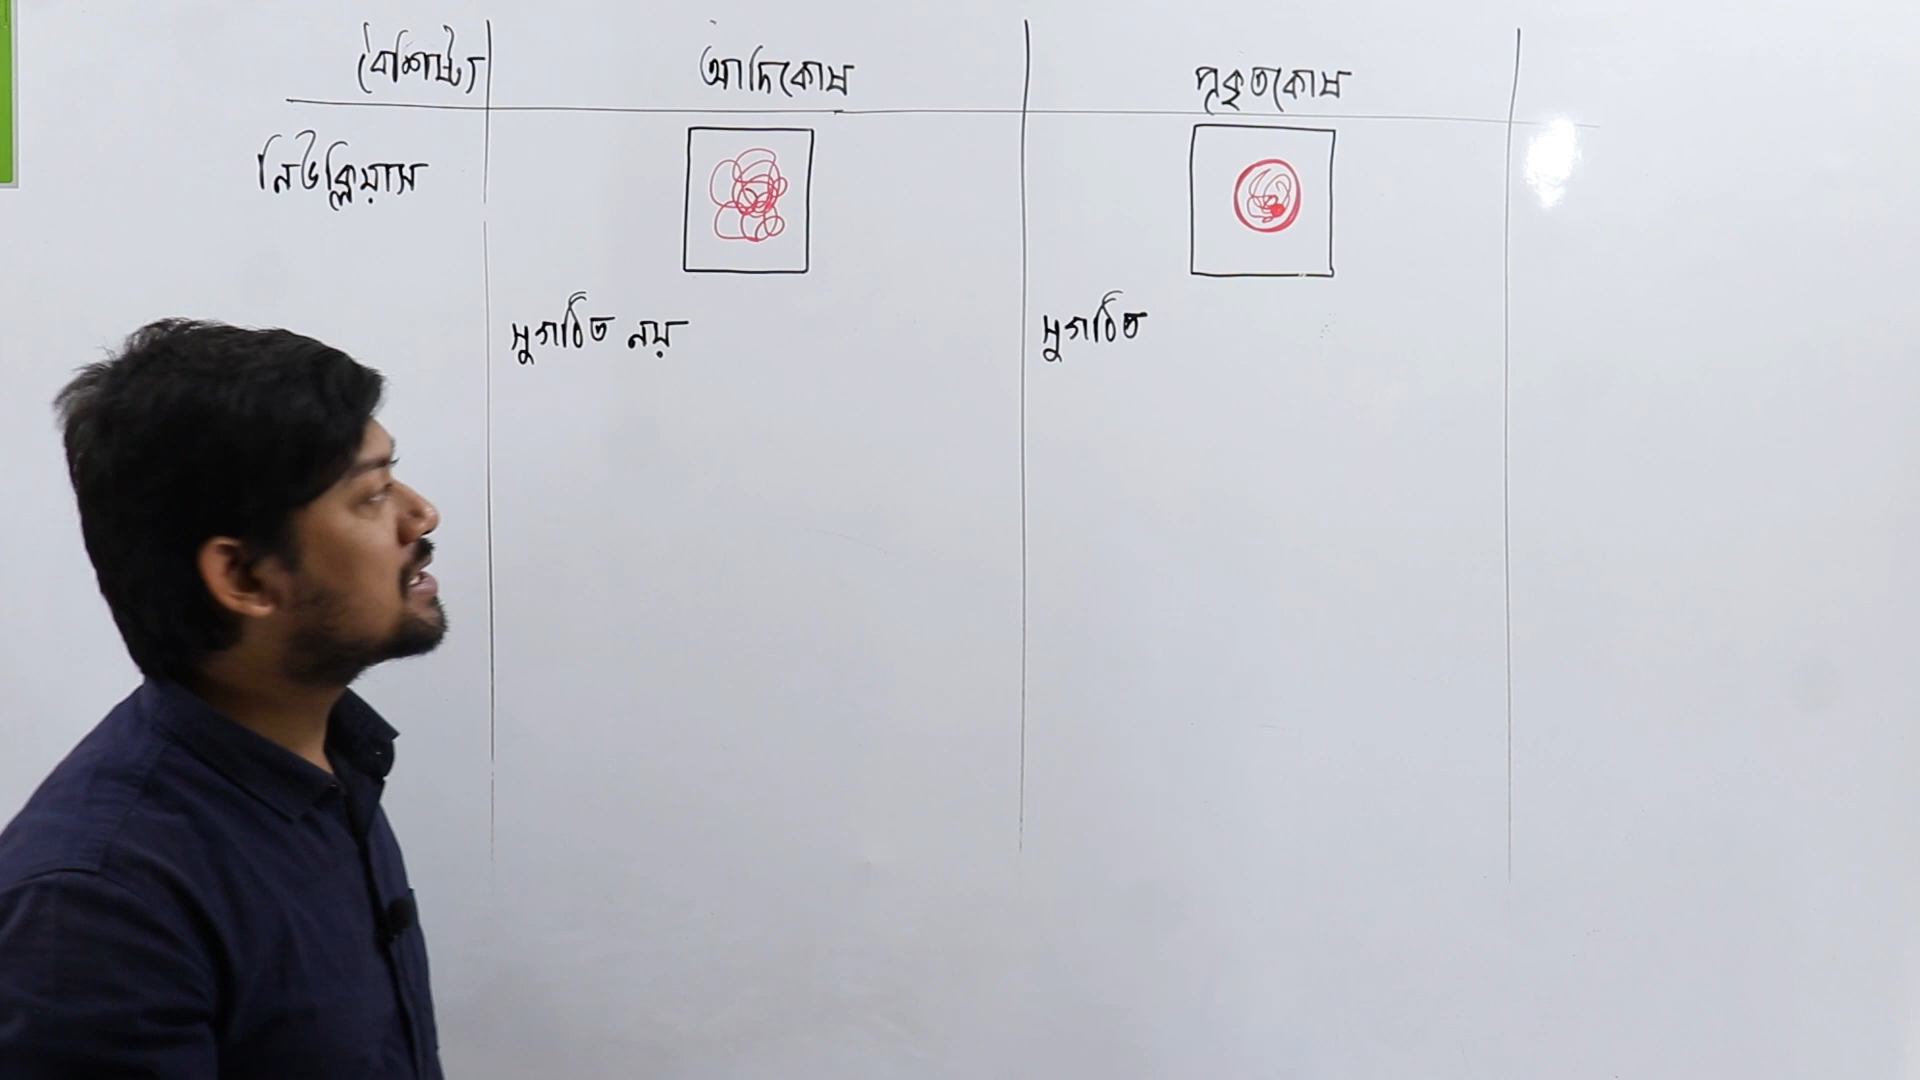 বৈশিষ্ট্য আদিকোষ প্রকৃতকোষ
নিউক্লিয়াস
সুগঠিত নয় সুগঠিত